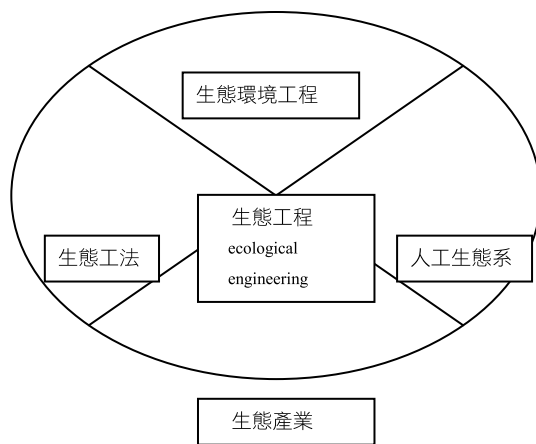 生態環境工程
生態工程
ecological
engineering
生態工法
人工生態系
生態產業